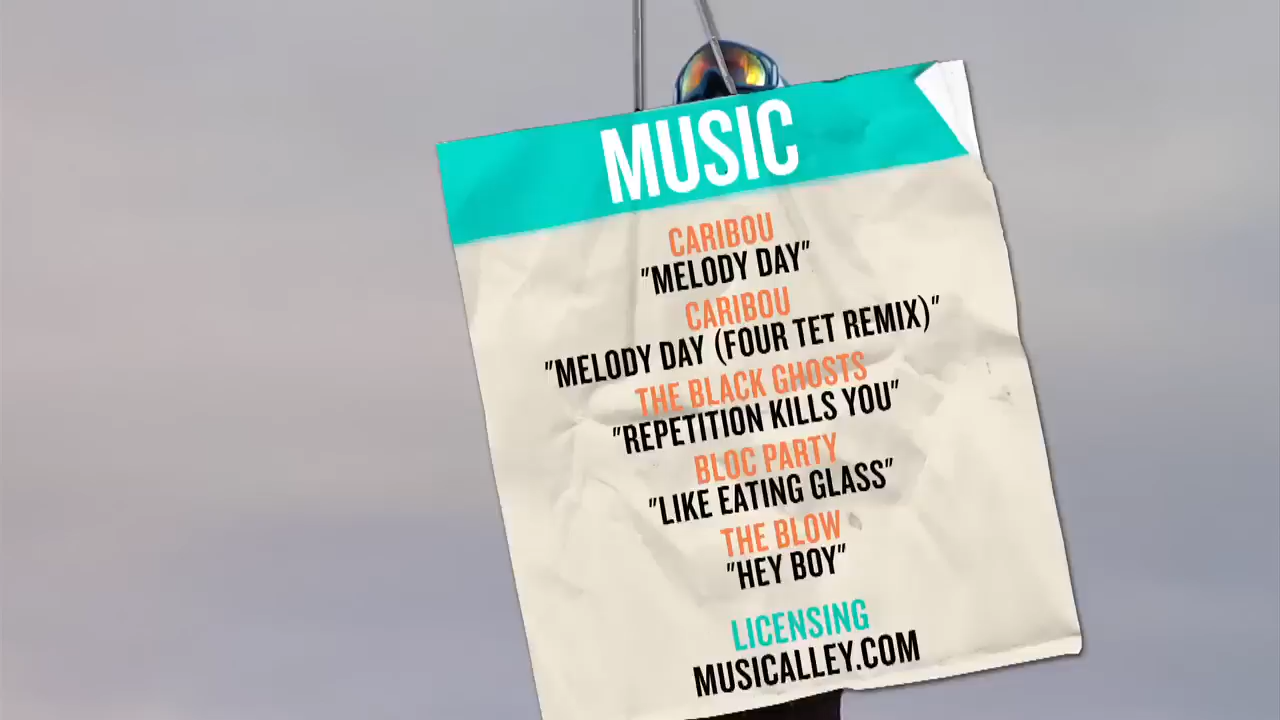 MUSIC
CARIBOU
"MELODY DAY"
CARIBOU
"MELODY DAY (FOUR TET REMIX)"
THE BLACK GHOSTS
"REPETITION KILLS YOU"
BLOC PARTY
"LIKE EATING GLASS"
THE BLOW
"HEY BOY"
LICENSING
MUSICALLEY.COM